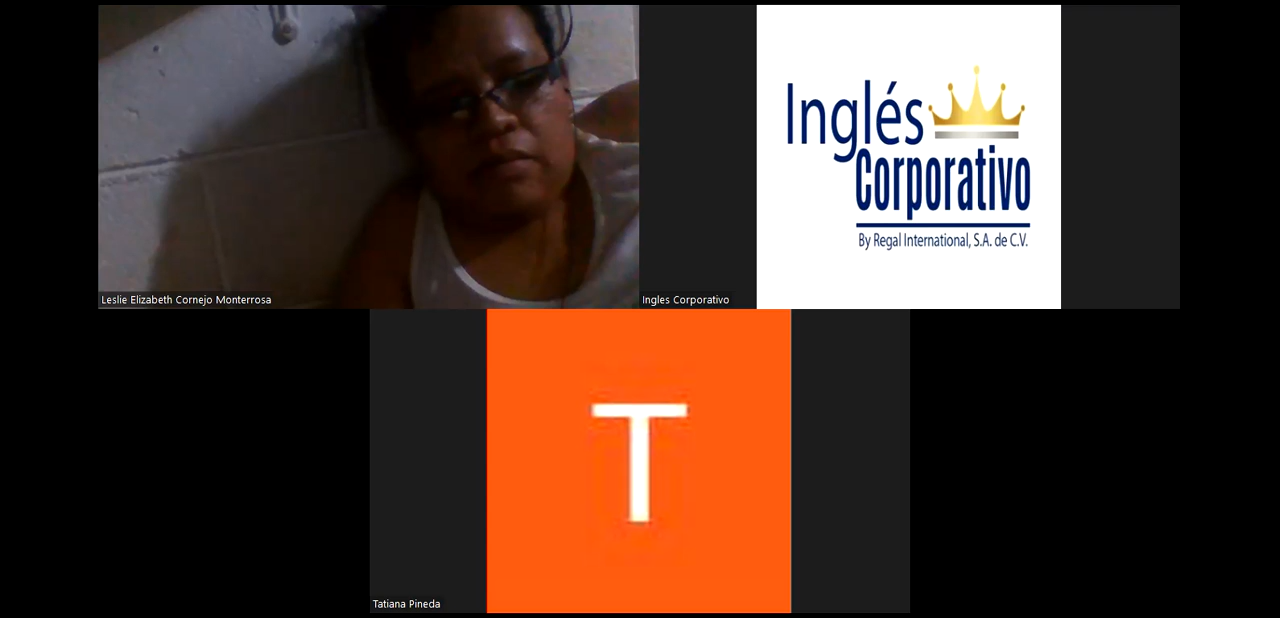 Inglés
Corporativo
By Regal International, S.A. de C.V.
Leslie Elizabeth Cornejo Monterrosa
Ingles Corporativo
T
Tatiana Pineda